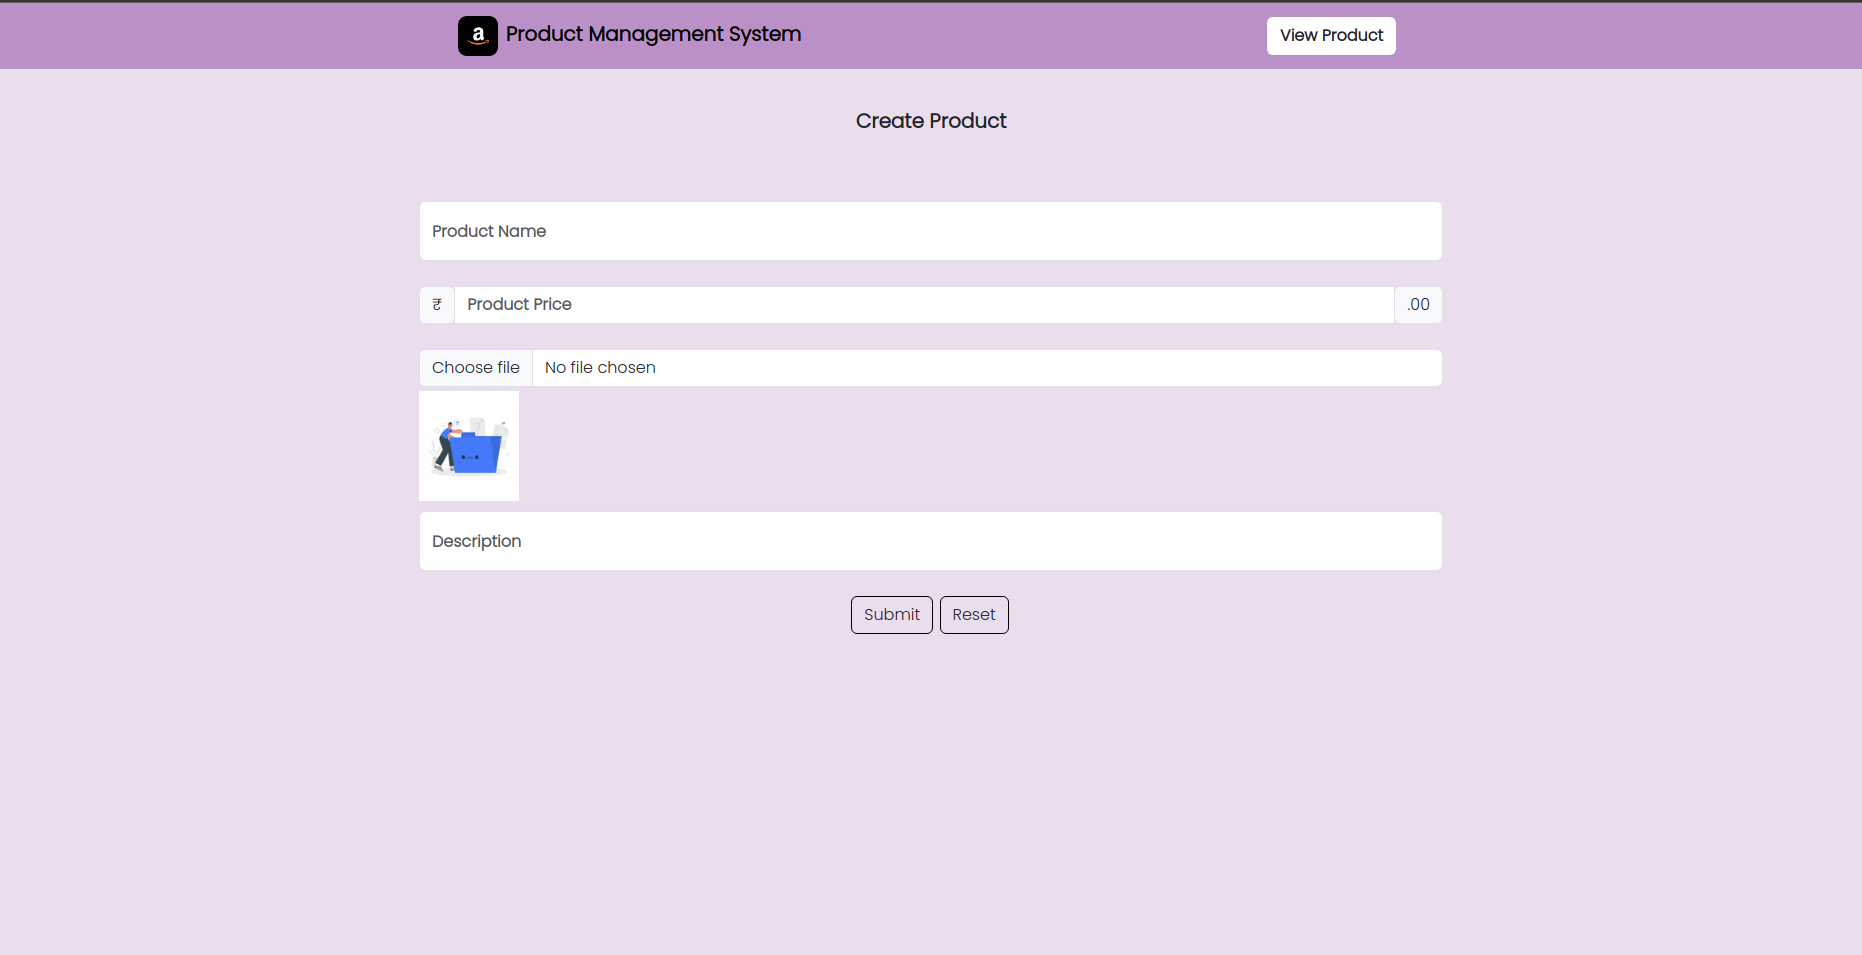 a Product Management System
View Product
Create Product
Product Name
₹ Product Price .00
Choose file No file chosen
Description
Submit Reset